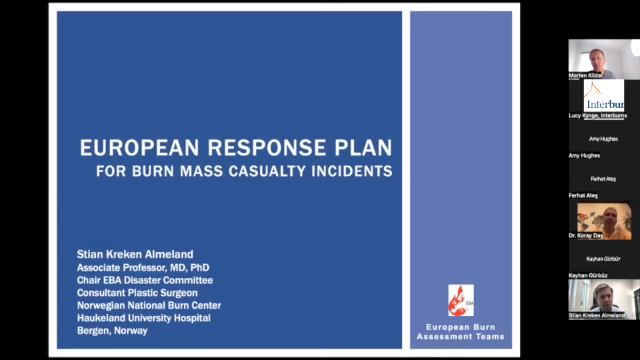 EUROPEAN RESPONSE PLAN
FOR BURN MASS CASUALTY INCIDENTS
Stian Kreken Almeland
Associate Professor, MD, PhD
Chair EBA Disaster Committee
Consultant Plastic Surgeon
Norwegian National Burn Center
Haukeland University Hospital
Bergen, Norway
EBA
European Burn
Assessment Teams
Morten Kildal
Interbur
Lucy Kynge, Interburns
Amy Hughes
Amy Hughes
Ferhat Ateş
Ferhat Ateş
Dr. Koray Daş
Kayhan Gürbüz
Kayhan Gürbüz
Stian Kreken Almeland